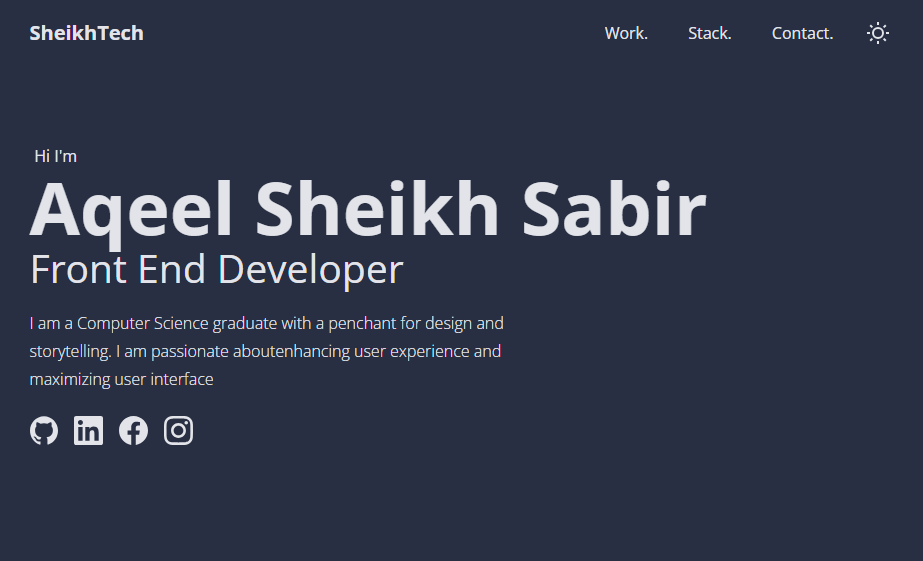 SheikhTech
Work. Stack. Contact.
Hi I'm
Aqeel Sheikh Sabir
Front End Developer
I am a Computer Science graduate with a penchant for design and
storytelling. I am passionate aboutenhancing user experience and
maximizing user interface